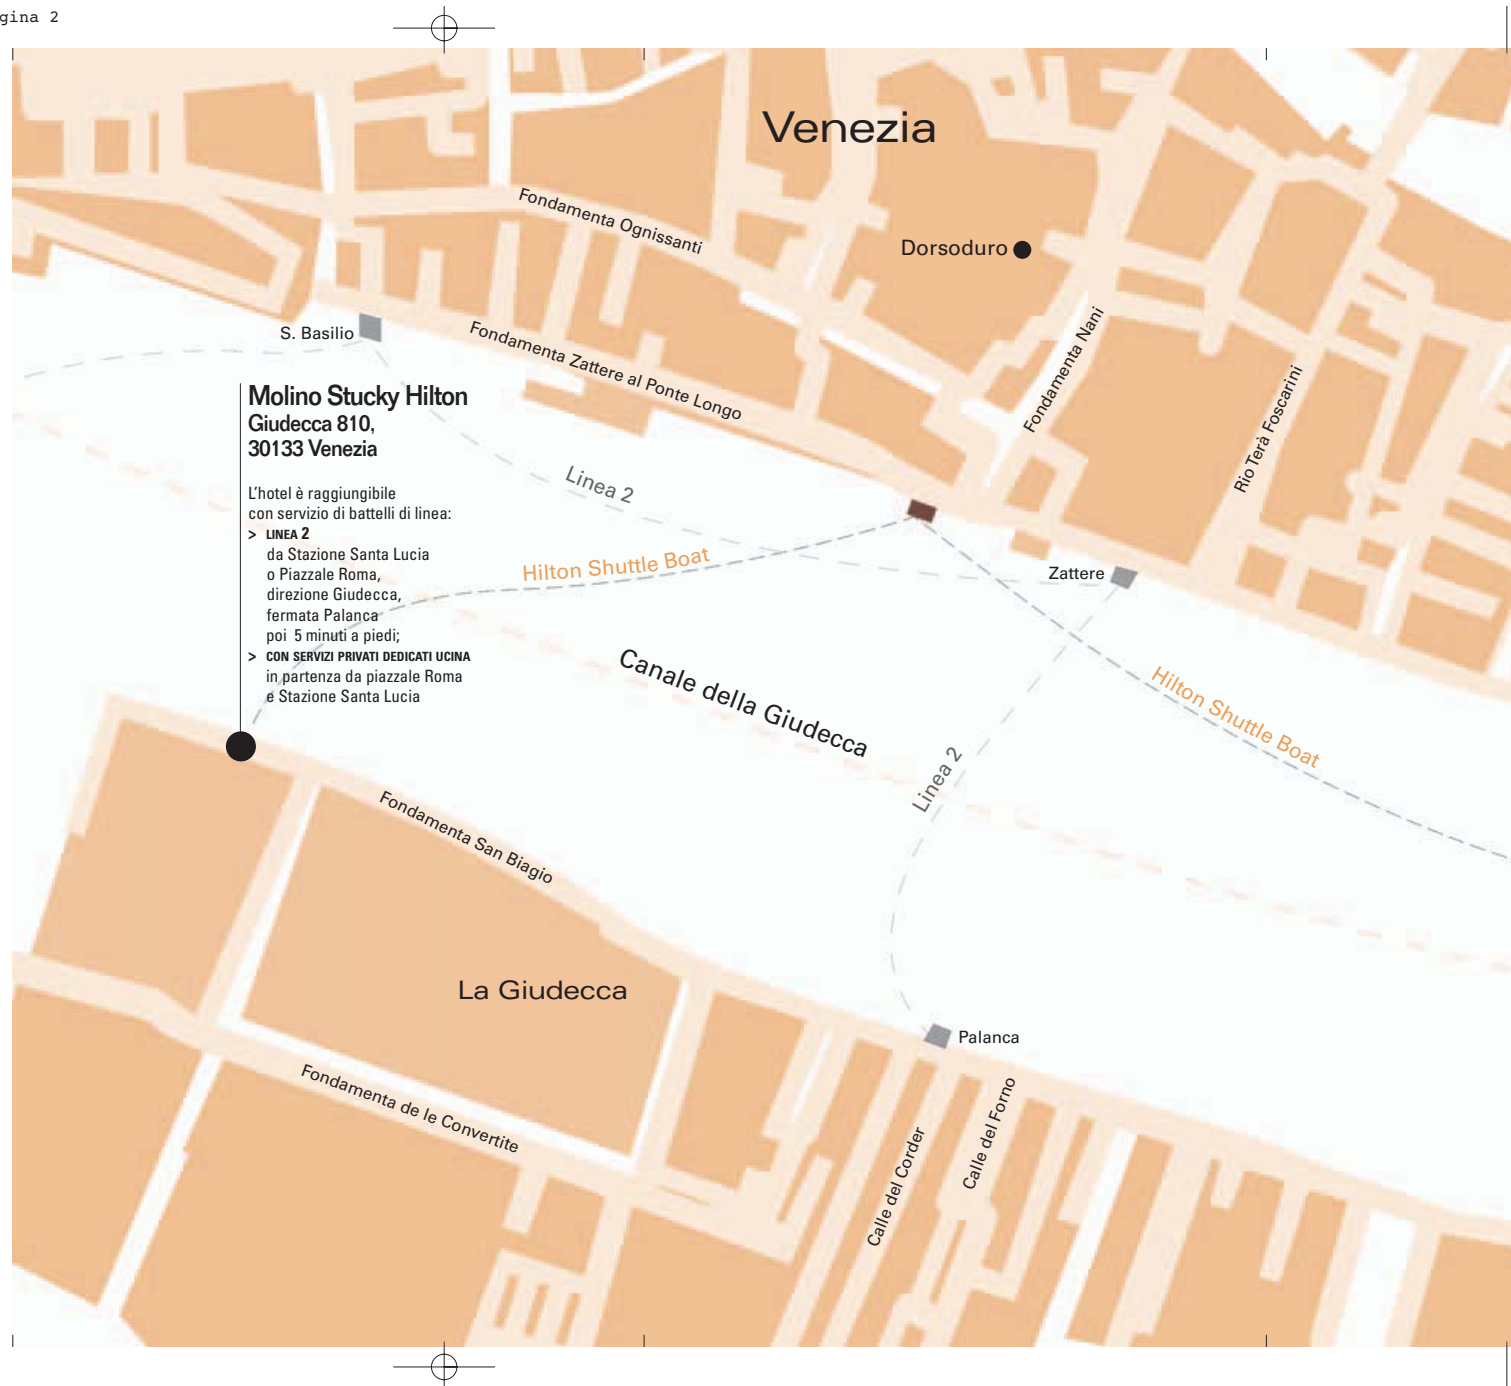 gina 2
Venezia
Fondamenta Ognissanti
Dorsoduro
S. Basilio
Fondamenta Zattere al Ponte Longo
Fondamenta Nani
Rio Terà Foscarini
Molino Stucky Hilton
Giudecca 810,
30133 Venezia
L'hotel è raggiungibile
con servizio di battelli di linea:
> LINEA 2
da Stazione Santa Lucia
o Piazzale Roma,
direzione Giudecca,
fermata Palanca
poi 5 minuti a piedi;
> CON SERVIZI PRIVATI DEDICATI UCINA
in partenza da piazzale Roma
e Stazione Santa Lucia
Linea 2
Hilton Shuttle Boat
Zattere
Canale della Giudecca
Hilton Shuttle Boat
Linea 2
Fondamenta San Biagio
La Giudecca
Palanca
Fondamenta de le Convertite
Calle del Corder
Calle del Forno